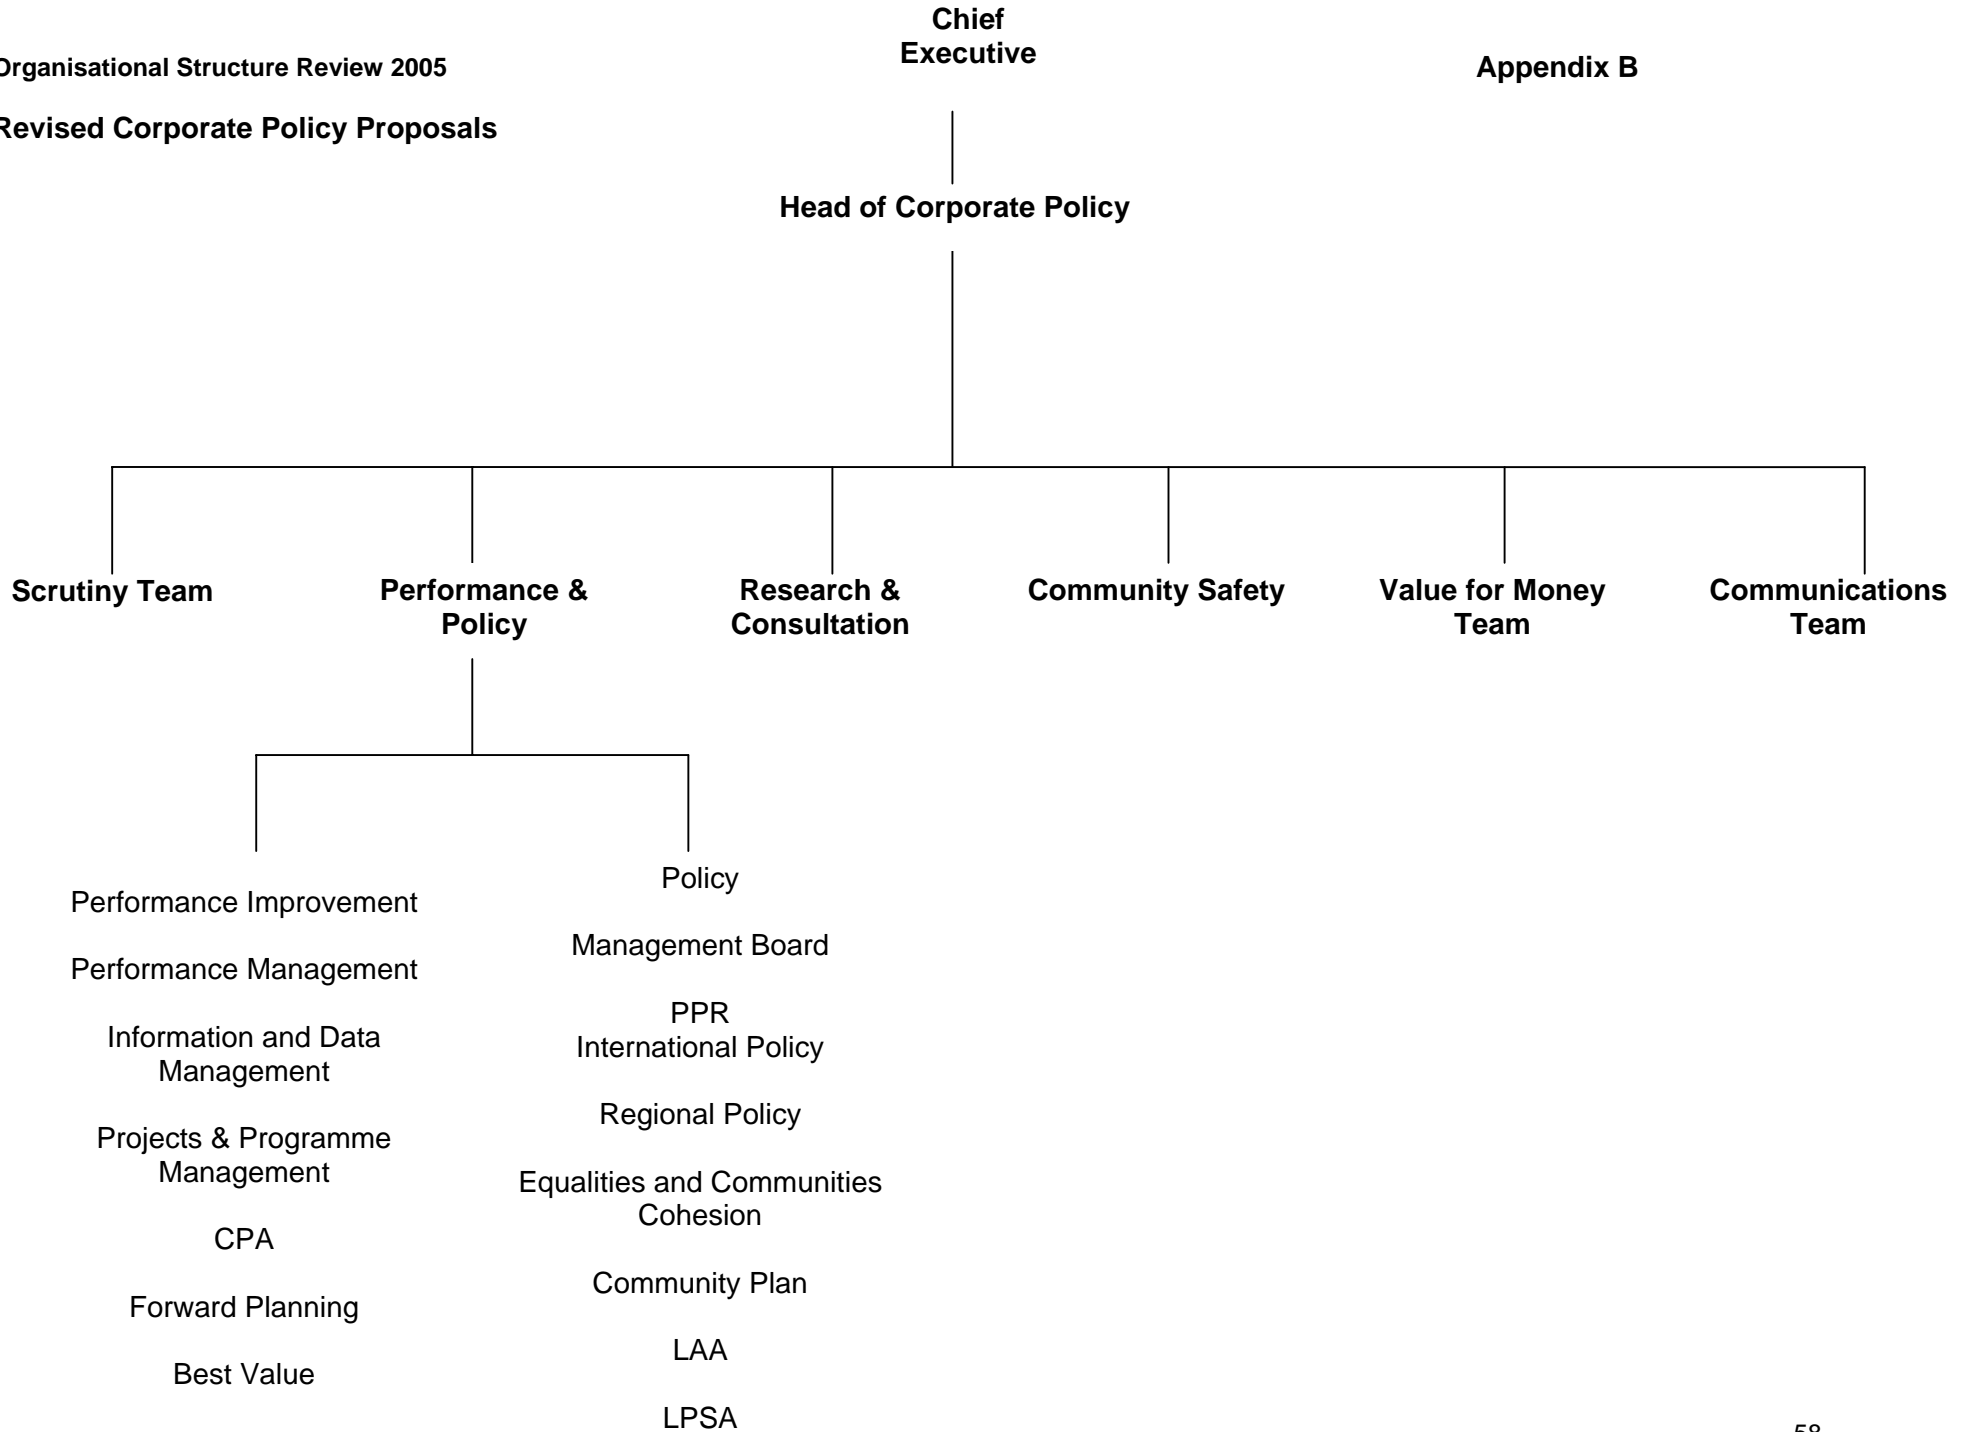 Chief
Executive
Organisational Structure Review 2005
Appendix B
Revised Corporate Policy Proposals
Head of Corporate Policy
Scrutiny Team
Performance &
Policy
Research &
Consultation
Community Safety
Value for Money
Team
Communications
Team
Performance Improvement
Performance Management
Information and Data
Management
Projects & Programme
Management
CPA
Forward Planning
Best Value
Policy
Management Board
PPR
International Policy
Regional Policy
Equalities and Communities
Cohesion
Community Plan
LAA
LPSA
58